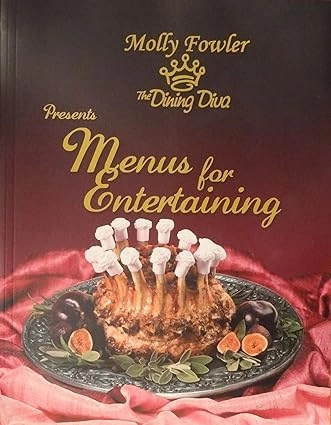 Molly Fowler
The Dining Diva
Presents
Menus for
Entertaining